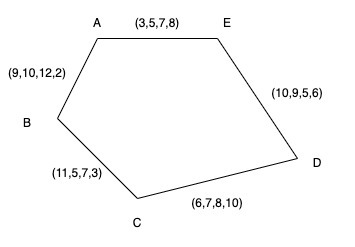 A (3,5,7,8) E
(9,10,12,2)
(10,9,5,6)
B
D
(11,5,7,3)
(6,7,8,10)
C